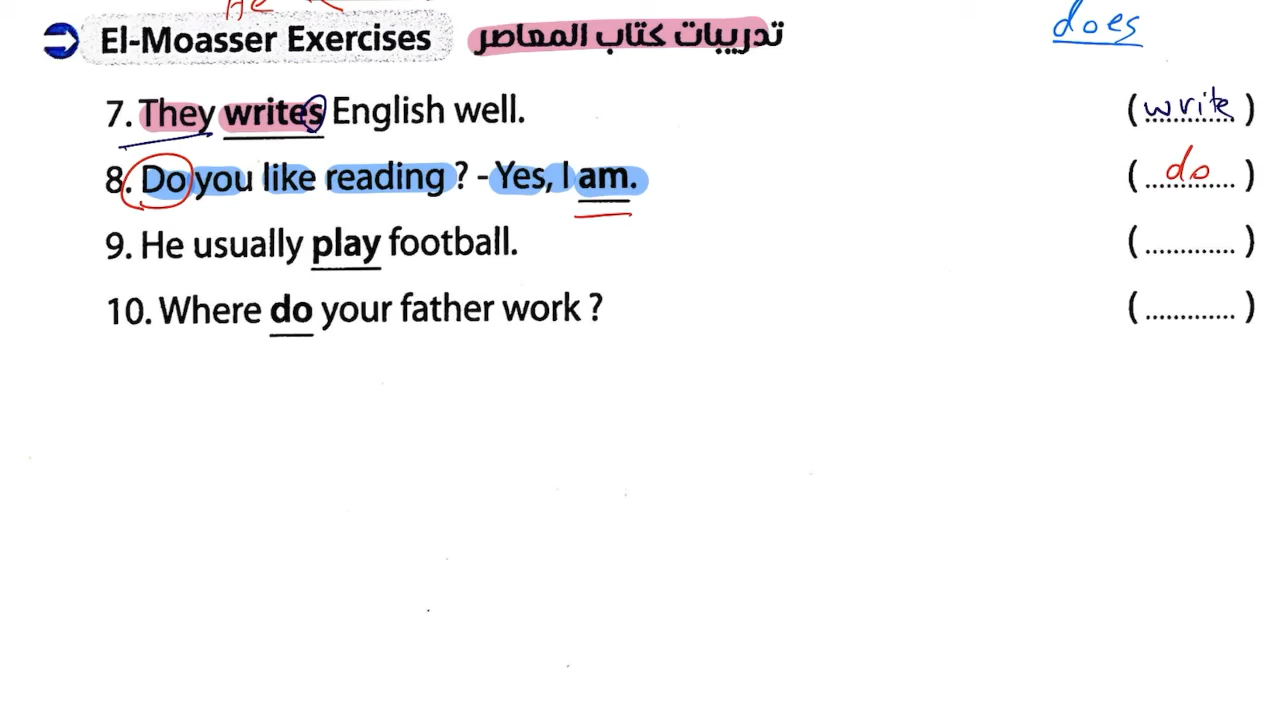 He
does
El-Moasser Exercises تدريبات كتاب المعاصر
7. They writes English well. (write)
8. Do you like reading ? - Yes, I am. (do)
9. He usually play football. (.............)
10. Where do your father work ? (.............)